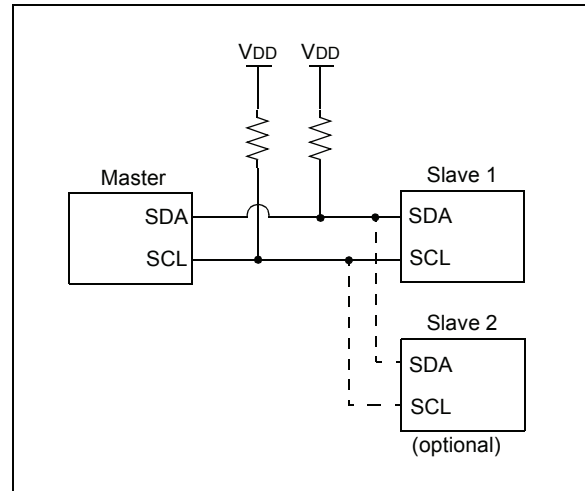 VDD VDD
Master
SDA
SCL
Slave 1
SDA
SCL
Slave 2
SDA
SCL
(optional)